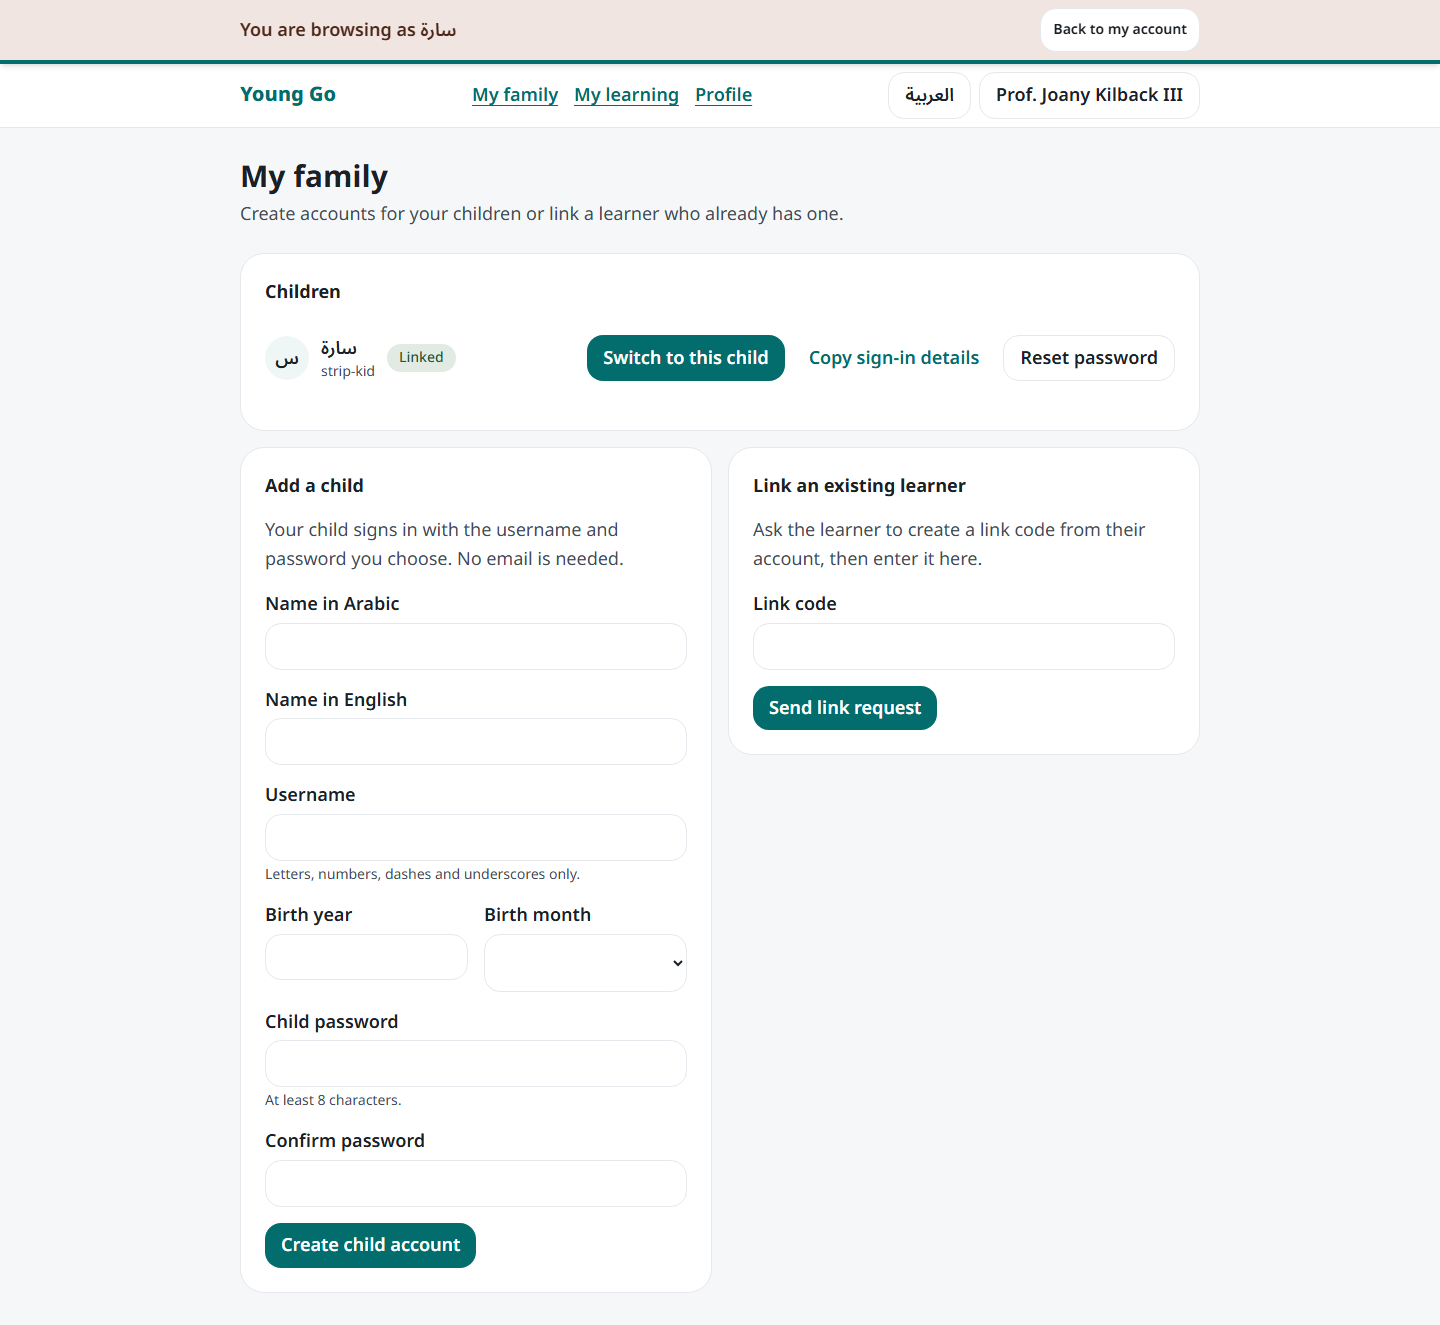 You are browsing as سارة
Back to my account
Young Go
My family
My learning
Profile
العربية
Prof. Joany Kilback III
My family
Create accounts for your children or link a learner who already has one.
Children
س
سارة
strip-kid
Linked
Switch to this child
Copy sign-in details
Reset password
Add a child
Your child signs in with the username and
password you choose. No email is needed.
Name in Arabic
Name in English
Username
Letters, numbers, dashes and underscores only.
Birth year
Birth month
Child password
At least 8 characters.
Confirm password
Create child account
Link an existing learner
Ask the learner to create a link code from their
account, then enter it here.
Link code
Send link request